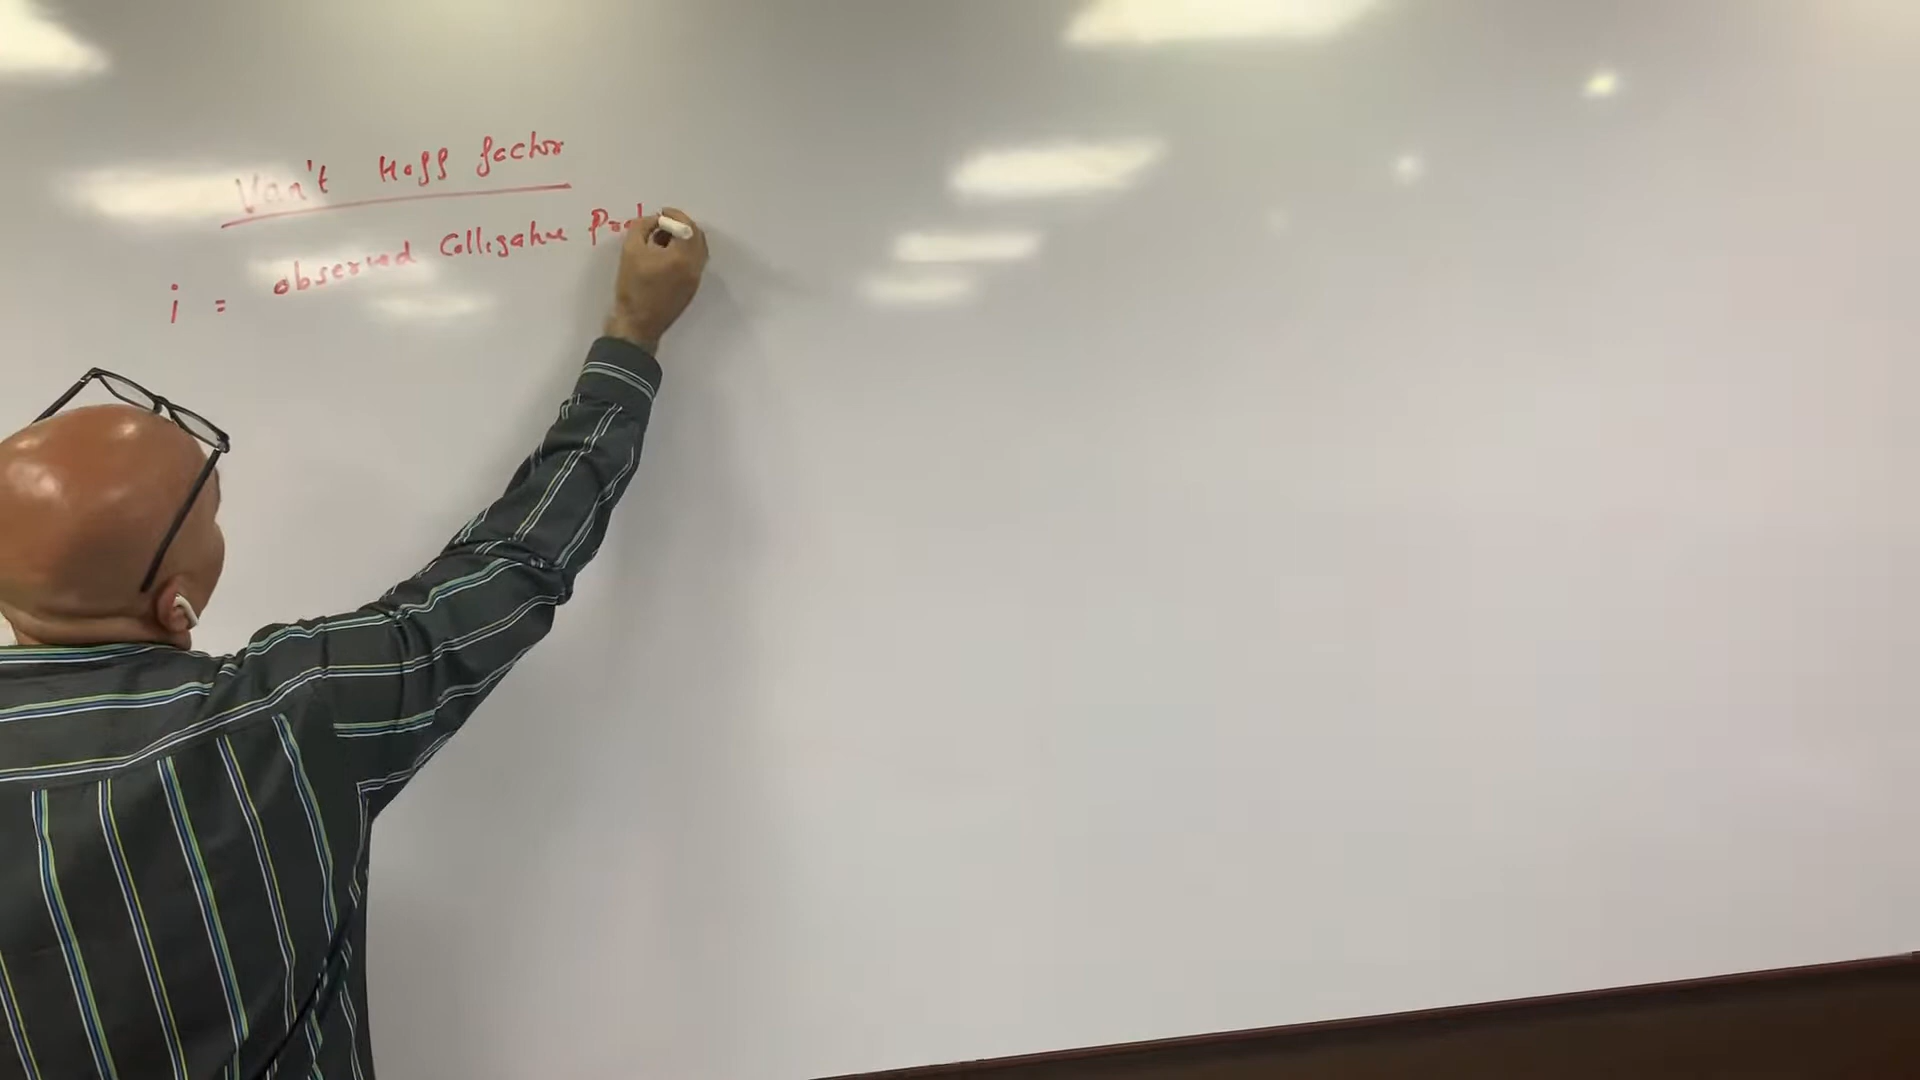 Van't Hoff factor
i = observed Colligative